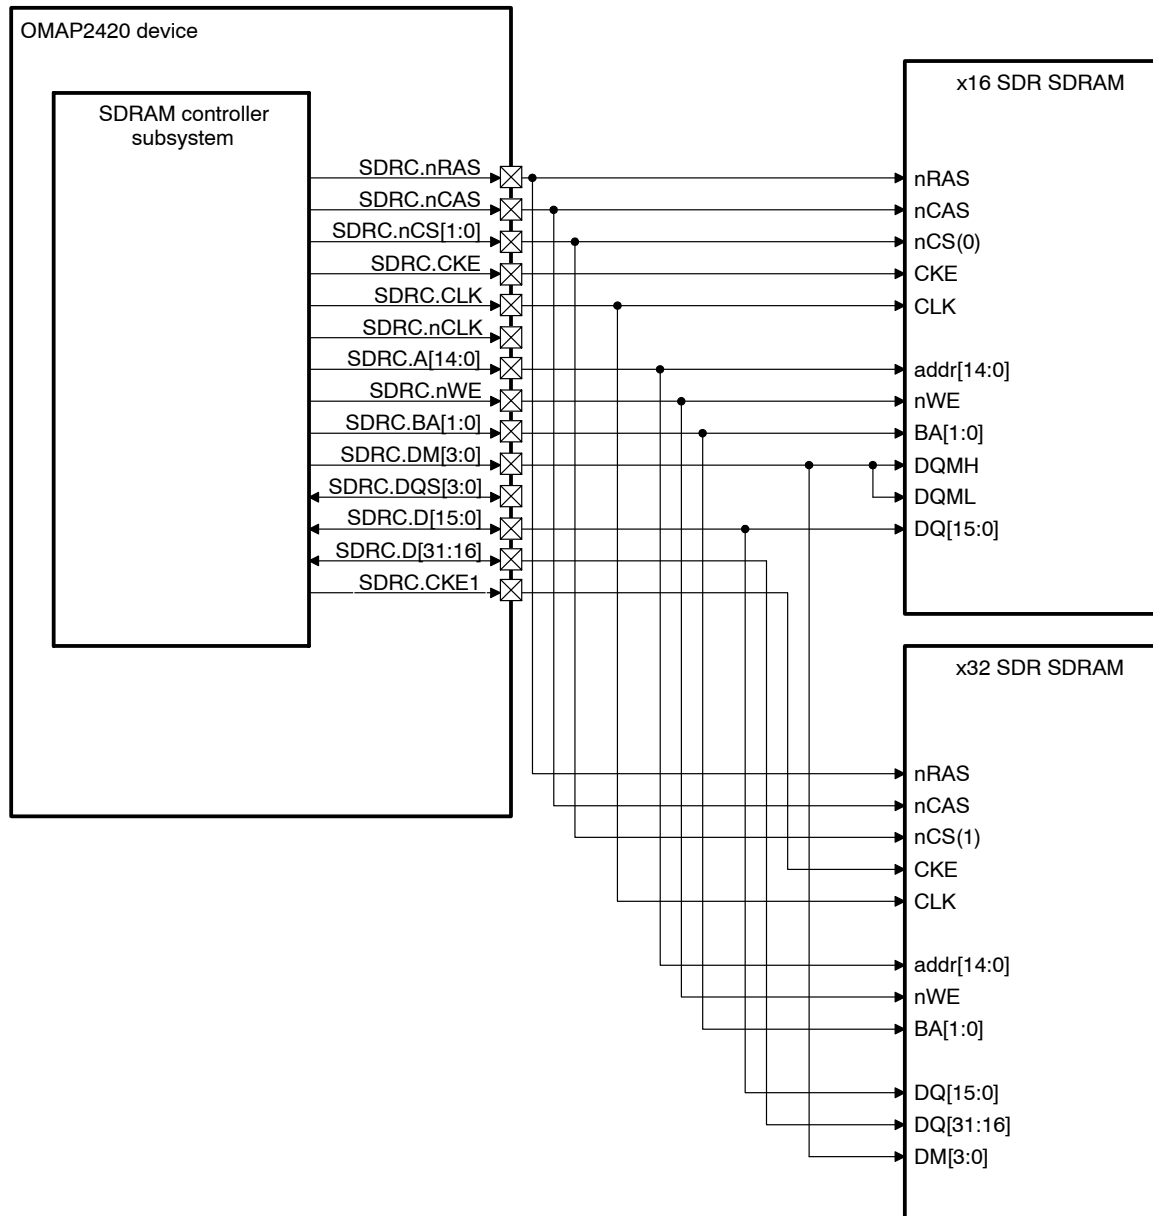 OMAP2420 device
SDRAM controller
subsystem
SDRC.nRAS
SDRC.nCAS
SDRC.nCS[1:0]
SDRC.CKE
SDRC.CLK
SDRC.nCLK
SDRC.A[14:0]
SDRC.nWE
SDRC.BA[1:0]
SDRC.DM[3:0]
SDRC.DQS[3:0]
SDRC.D[15:0]
SDRC.D[31:16]
SDRC.CKE1
x16 SDR SDRAM
nRAS
nCAS
nCS(0)
CKE
CLK
addr[14:0]
nWE
BA[1:0]
DQMH
DQML
DQ[15:0]
x32 SDR SDRAM
nRAS
nCAS
nCS(1)
CKE
CLK
addr[14:0]
nWE
BA[1:0]
DQ[15:0]
DQ[31:16]
DM[3:0]